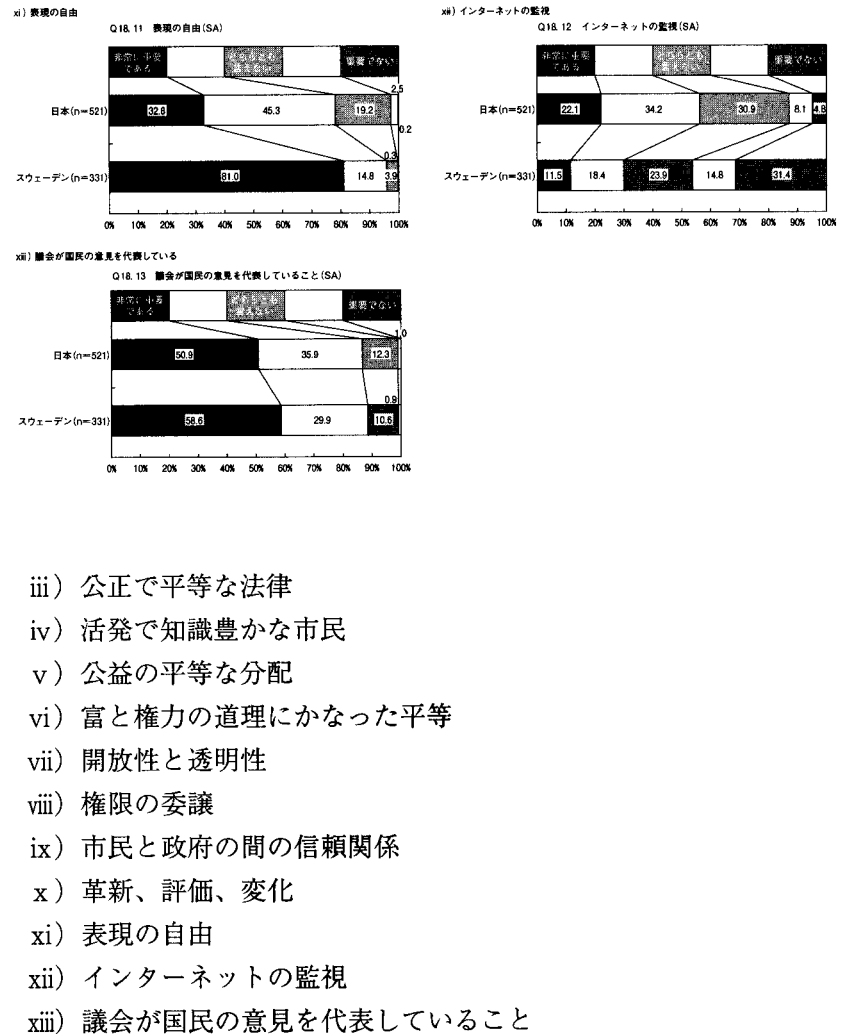 xi）表現の自由
Q18.11 表現の自由(SA)
非常に重要
である
重要でない
2.5
日本(n=521)
32.8
45.3
19.2
0.2
0.3
スウェーデン(n=331)
81.0
14.8
3.9
0% 10% 20% 30% 40% 50% 60% 70% 80% 90% 100%
xii）インターネットの監視
Q18.12 インターネットの監視(SA)
非常に重要
である
重要でない
日本(n=521)
22.1
34.2
30.9
8.1
4.8
スウェーデン(n=331)
11.5
18.4
23.9
14.8
31.4
0% 10% 20% 30% 40% 50% 60% 70% 80% 90% 100%
xiii）議会が国民の意見を代表している
Q18.13 議会が国民の意見を代表していること(SA)
非常に重要
である
重要でない
1.0
日本(n=521)
50.9
35.9
12.3
0.9
スウェーデン(n=331)
58.6
29.9
10.6
0% 10% 20% 30% 40% 50% 60% 70% 80% 90% 100%
iii）公正で平等な法律
iv）活発で知識豊かな市民
v）公益の平等な分配
vi）富と権力の道理にかなった平等
vii）開放性と透明性
viii）権限の委譲
ix）市民と政府の間の信頼関係
x）革新、評価、変化
xi）表現の自由
xii）インターネットの監視
xiii）議会が国民の意見を代表していること